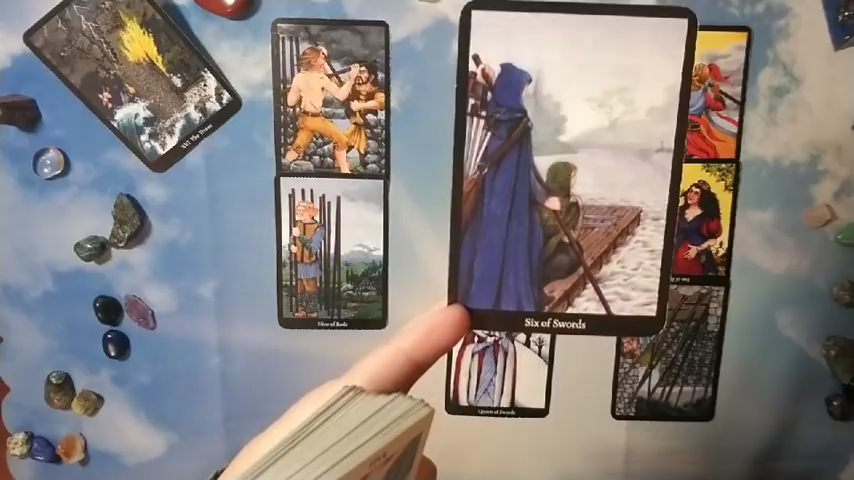 XVI The Tower
Six of Swords
Nine of Rods
Queen of Swords